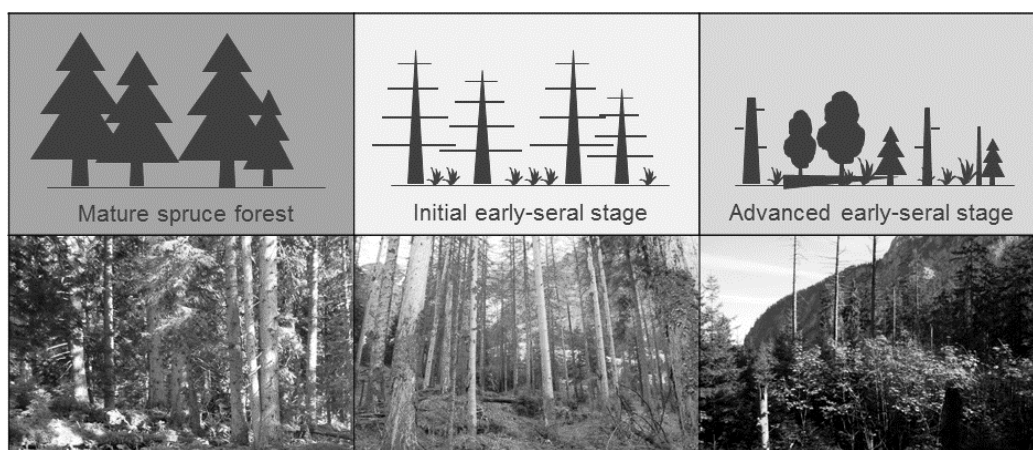 Mature spruce forest
Initial early-seral stage
Advanced early-seral stage